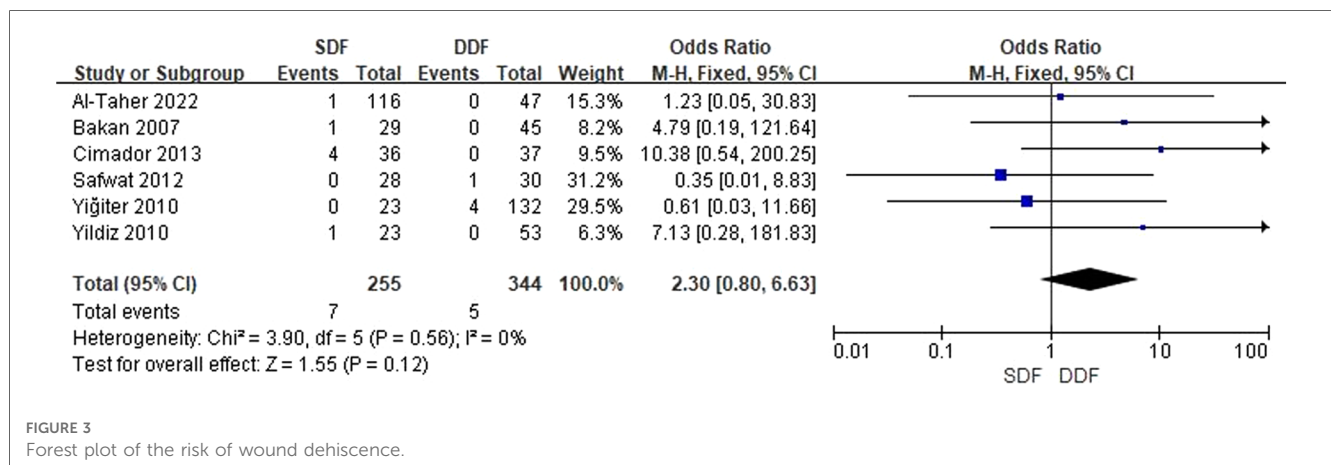 SDF DDF Odds Ratio Odds Ratio
Study or Subgroup Events Total Events Total Weight M-H, Fixed, 95% CI M-H, Fixed, 95% CI
Al-Taher 2022 1 116 0 47 15.3% 1.23 [0.05, 30.83]
Bakan 2007 1 29 0 45 8.2% 4.79 [0.19, 121.64]
Cimador 2013 4 36 0 37 9.5% 10.38 [0.54, 200.25]
Safwat 2012 0 28 1 30 31.2% 0.35 [0.01, 8.83]
Yiğiter 2010 0 23 4 132 29.5% 0.61 [0.03, 11.66]
Yildiz 2010 1 23 0 53 6.3% 7.13 [0.28, 181.83]
Total (95% CI) 255 344 100.0% 2.30 [0.80, 6.63]
Total events 7 5
Heterogeneity: Chi² = 3.90, df = 5 (P = 0.56); I² = 0%
Test for overall effect: Z = 1.55 (P = 0.12)
0.01 0.1 1 10 100
SDF DDF
FIGURE 3
Forest plot of the risk of wound dehiscence.